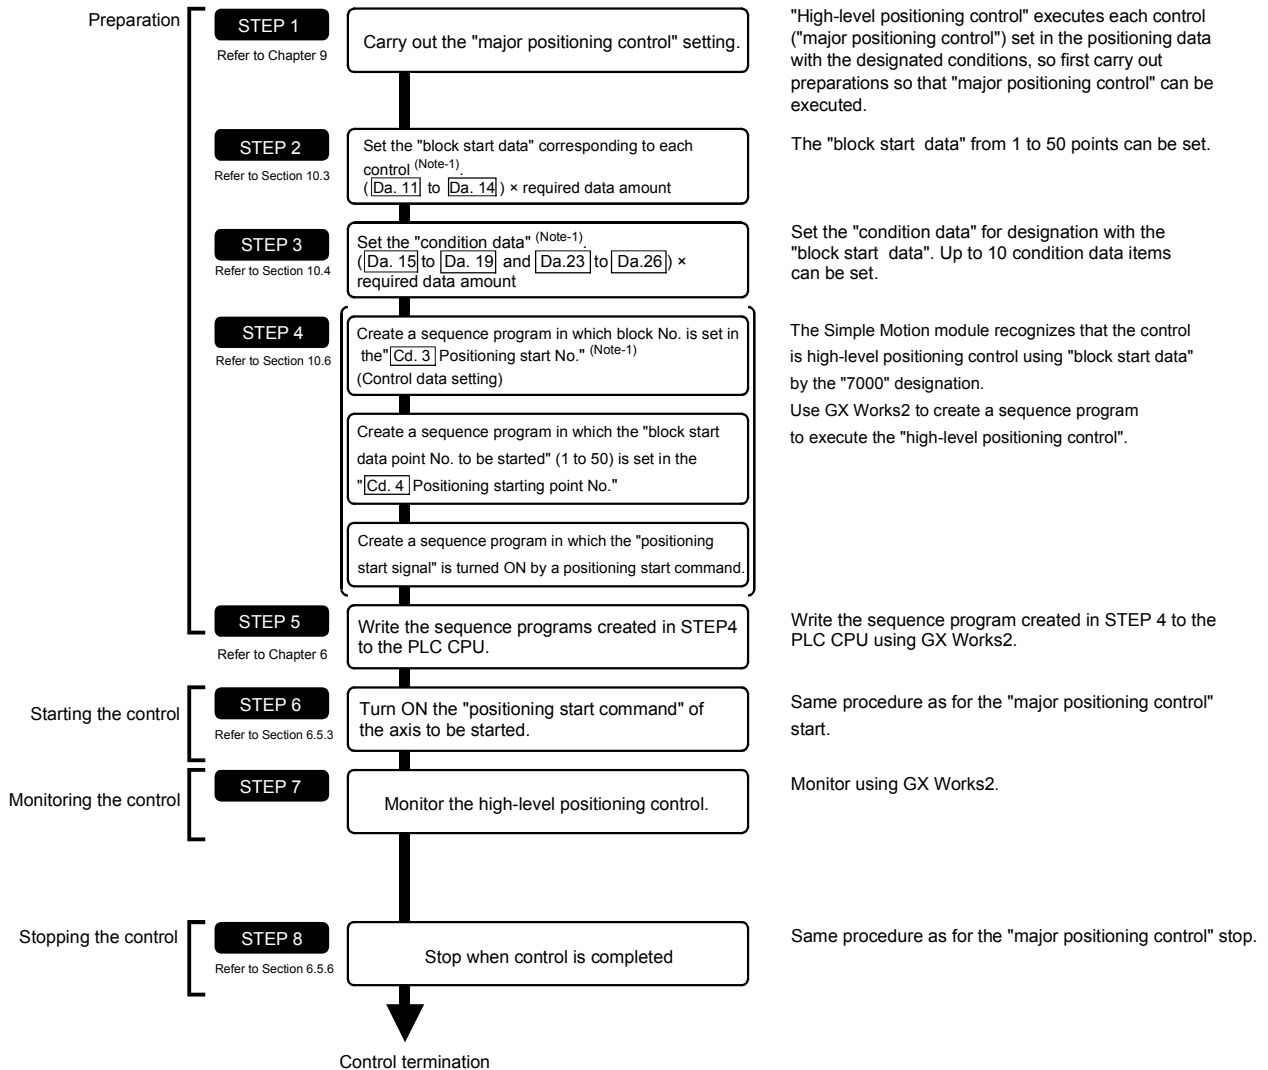 Preparation
STEP 1
Refer to Chapter 9
Carry out the "major positioning control" setting.
"High-level positioning control" executes each control
("major positioning control") set in the positioning data
with the designated conditions, so first carry out
preparations so that "major positioning control" can be
executed.
STEP 2
Refer to Section 10.3
Set the "block start data" corresponding to each
control (Note-1).
( Da. 11 to Da. 14 ) × required data amount
The "block start  data" from 1 to 50 points can be set.
STEP 3
Refer to Section 10.4
Set the "condition data" (Note-1).
( Da. 15 to Da. 19 and Da.23 to Da.26 ) ×
required data amount
Set the "condition data" for designation with the
"block start  data". Up to 10 condition data items
can be set.
STEP 4
Refer to Section 10.6
Create a sequence program in which block No. is set in
the" Cd. 3 Positioning start No." (Note-1)
(Control data setting)
Create a sequence program in which the "block start
data point No. to be started" (1 to 50) is set in the
" Cd. 4 Positioning starting point No."
Create a sequence program in which the "positioning
start signal" is turned ON by a positioning start command.
The Simple Motion module recognizes that the control
is high-level positioning control using "block start data"
by the "7000" designation.
Use GX Works2 to create a sequence program
to execute the "high-level positioning control".
STEP 5
Refer to Chapter 6
Write the sequence programs created in STEP4
to the PLC CPU.
Write the sequence program created in STEP 4 to the
PLC CPU using GX Works2.
Starting the control
STEP 6
Refer to Section 6.5.3
Turn ON the "positioning start command" of
the axis to be started.
Same procedure as for the "major positioning control"
start.
Monitoring the control
STEP 7
Monitor the high-level positioning control.
Monitor using GX Works2.
Stopping the control
STEP 8
Refer to Section 6.5.6
Stop when control is completed
Same procedure as for the "major positioning control" stop.
Control termination